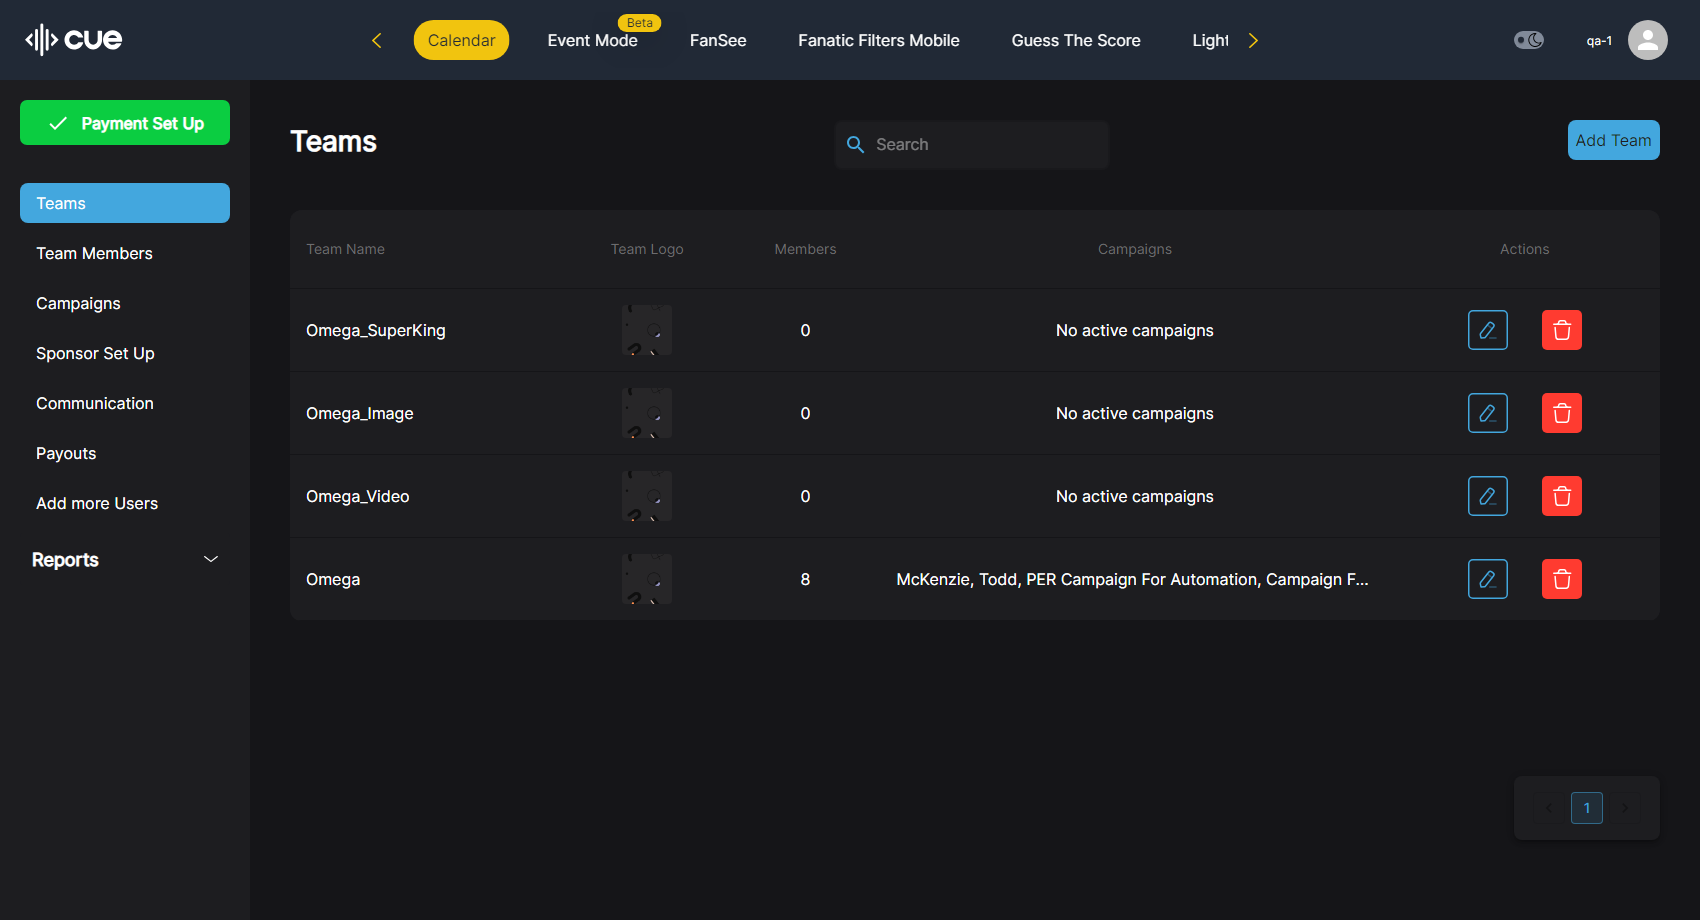 cue
Calendar
Event Mode
Beta
FanSee
Fanatic Filters Mobile
Guess The Score
Light
qa-1
Payment Set Up
Teams
Team Members
Campaigns
Sponsor Set Up
Communication
Payouts
Add more Users
Reports
Teams
Search
Add Team
Team Name Team Logo Members Campaigns Actions
Omega_SuperKing 0 No active campaigns
Omega_Image 0 No active campaigns
Omega_Video 0 No active campaigns
Omega 8 McKenzie, Todd, PER Campaign For Automation, Campaign F...
1